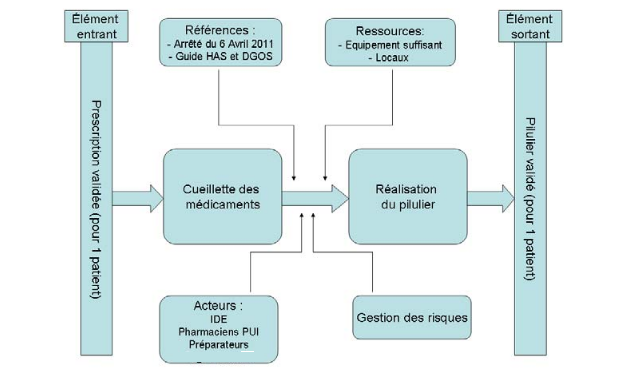 Élément
entrant
Références :
- Arrêté du 6 Avril 2011
- Guide HAS et DGOS
Ressources:
- Equipement suffisant
- Locaux
Élément
sortant
Prescription validée (pour 1 patient)
Cueillette des
médicaments
Réalisation
du pilulier
Pilulier validé (pour 1 patient)
Acteurs :
IDE
Pharmaciens PUI
Préparateurs
Gestion des risques